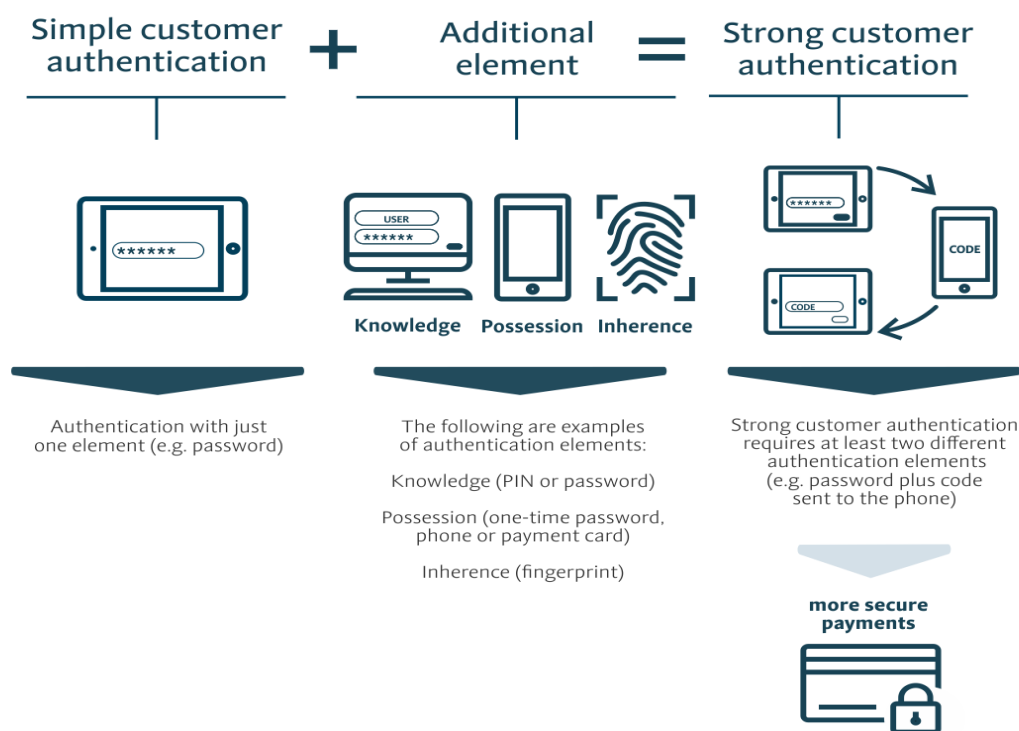 Simple customer
authentication
+
Additional
element
=
Strong customer
authentication
******
USER
******
Knowledge
Possession
Inherence
******
CODE
CODE
Authentication with just
one element (e.g. password)
The following are examples
of authentication elements:
Knowledge (PIN or password)
Possession (one-time password,
phone or payment card)
Inherence (fingerprint)
Strong customer authentication
requires at least two different
authentication elements
(e.g. password plus code
sent to the phone)
more secure
payments